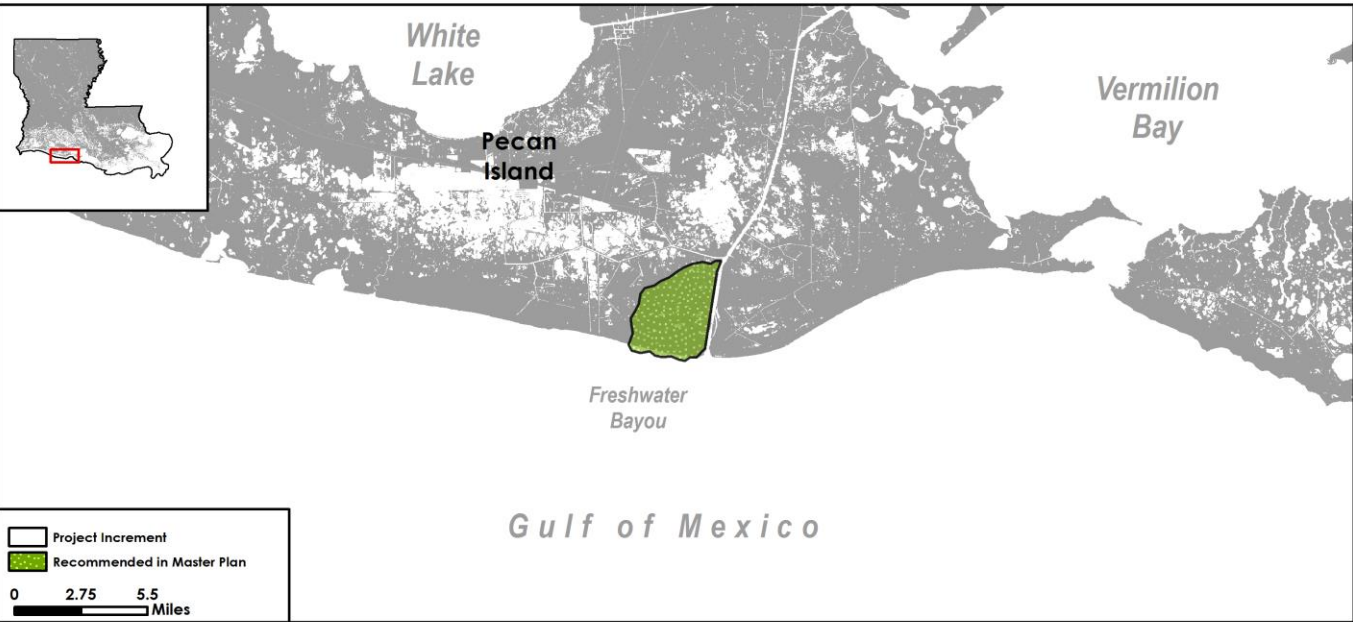 White
Lake
Vermilion
Bay
Pecan
Island
Freshwater
Bayou
Gulf of Mexico
Project Increment
Recommended in Master Plan
0 2.75 5.5
Miles